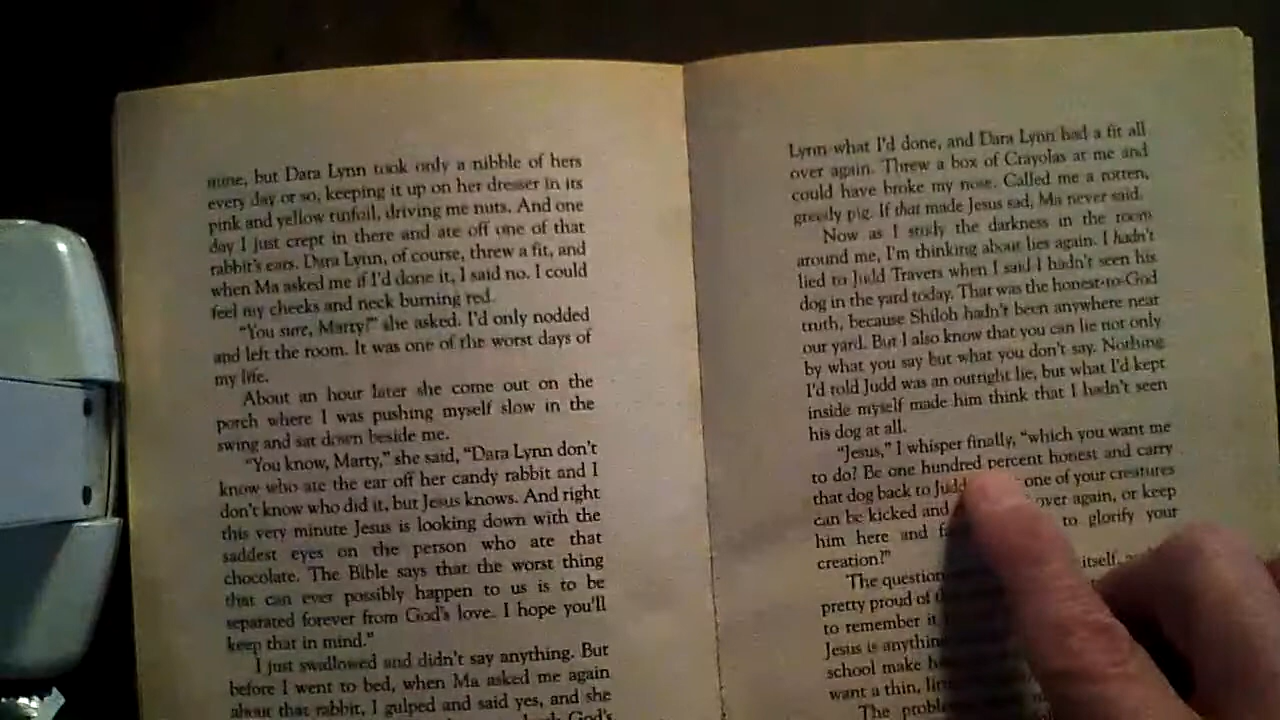 mine, but Dara Lynn took only a nibble of hers
every day or so, keeping it up on her dresser in its
pink and yellow tinfoil, driving me nuts. And one
day I just crept in there and ate off one of that
rabbit's ears. Dara Lynn, of course, threw a fit, and
when Ma asked me if I'd done it, I said no. I could
feel my cheeks and neck burning red.
"You sure, Marty?" she asked. I'd only nodded
and left the room. It was one of the worst days of
my life.
About an hour later she come out on the
porch where I was pushing myself slow in the
swing and sat down beside me.
"You know, Marty," she said, "Dara Lynn don't
know who ate the ear off her candy rabbit and I
don't know who did it, but Jesus knows. And right
this very minute Jesus is looking down with the
saddest eyes on the person who ate that
chocolate. The Bible says that the worst thing
that can ever possibly happen to us is to be
separated forever from God's love. I hope you'll
keep that in mind."
I just swallowed and didn't say anything. But
before I went to bed, when Ma asked me again
about that rabbit, I gulped and said yes, and she
God's
Lynn what I'd done, and Dara Lynn had a fit all
over again. Threw a box of Crayolas at me and
could have broke my nose. Called me a rotten,
greedy pig. If that made Jesus sad, Ma never said.
Now as I study the darkness in the room
around me, I'm thinking about lies again. I hadn't
lied to Judd Travers when I said I hadn't seen his
dog in the yard today. That was the honest-to-God
truth, because Shiloh hadn't been anywhere near
our yard. But I also know that you can lie not only
by what you say but what you don't say. Nothing
I'd told Judd was an outright lie, but what I'd kept
inside myself made him think that I hadn't seen
his dog at all.
"Jesus," I whisper finally, "which you want me
to do? Be one hundred percent honest and carry
that dog back to Judd one of your creatures
can be kicked and over again, or keep
him here and to glorify your
creation?"
The question itself,
pretty proud of
to remember it
Jesus is anything
school make
want a thin,
The